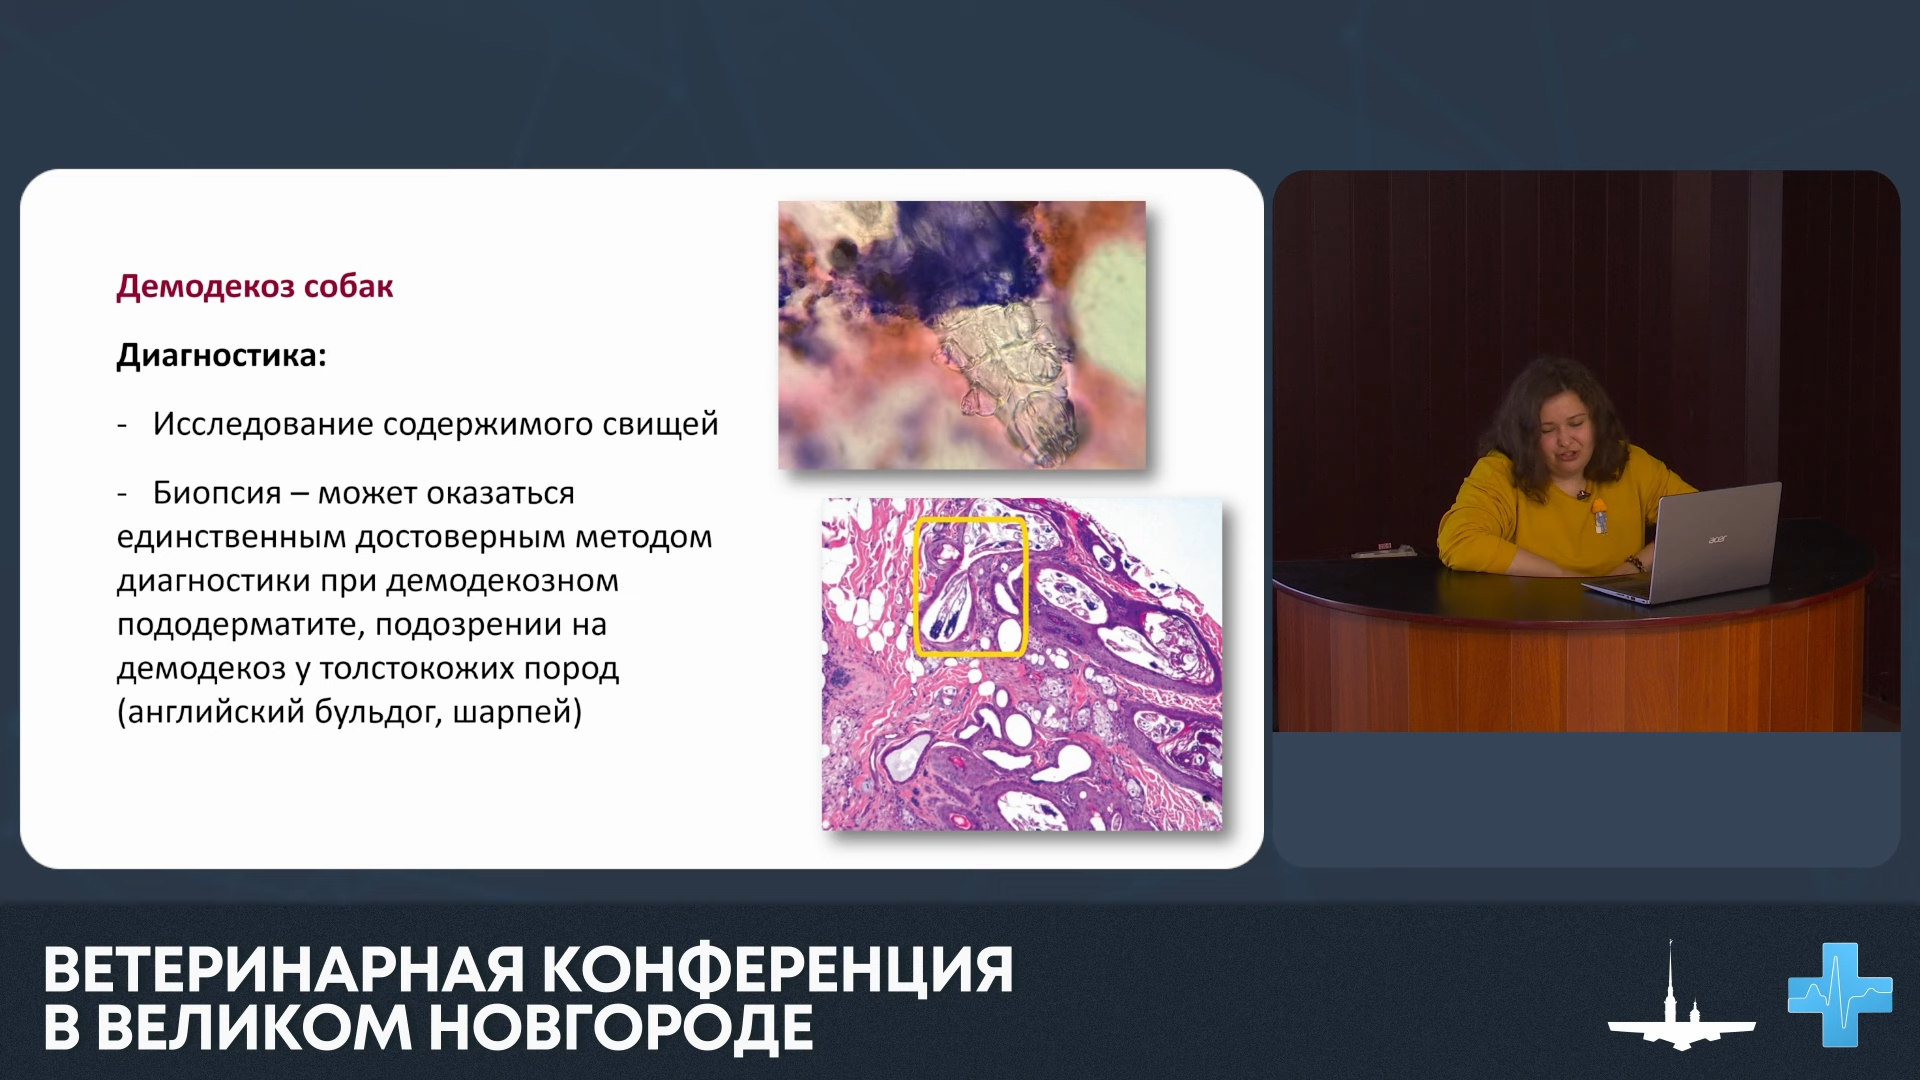 Демодекоз собак
Диагностика:
- Исследование содержимого свищей
- Биопсия – может оказаться
единственным достоверным методом
диагностики при демодекозном
пододерматите, подозрении на
демодекоз у толстокожих пород
(английский бульдог, шарпей)
acer
ВЕТЕРИНАРНАЯ КОНФЕРЕНЦИЯ
В ВЕЛИКОМ НОВГОРОДЕ